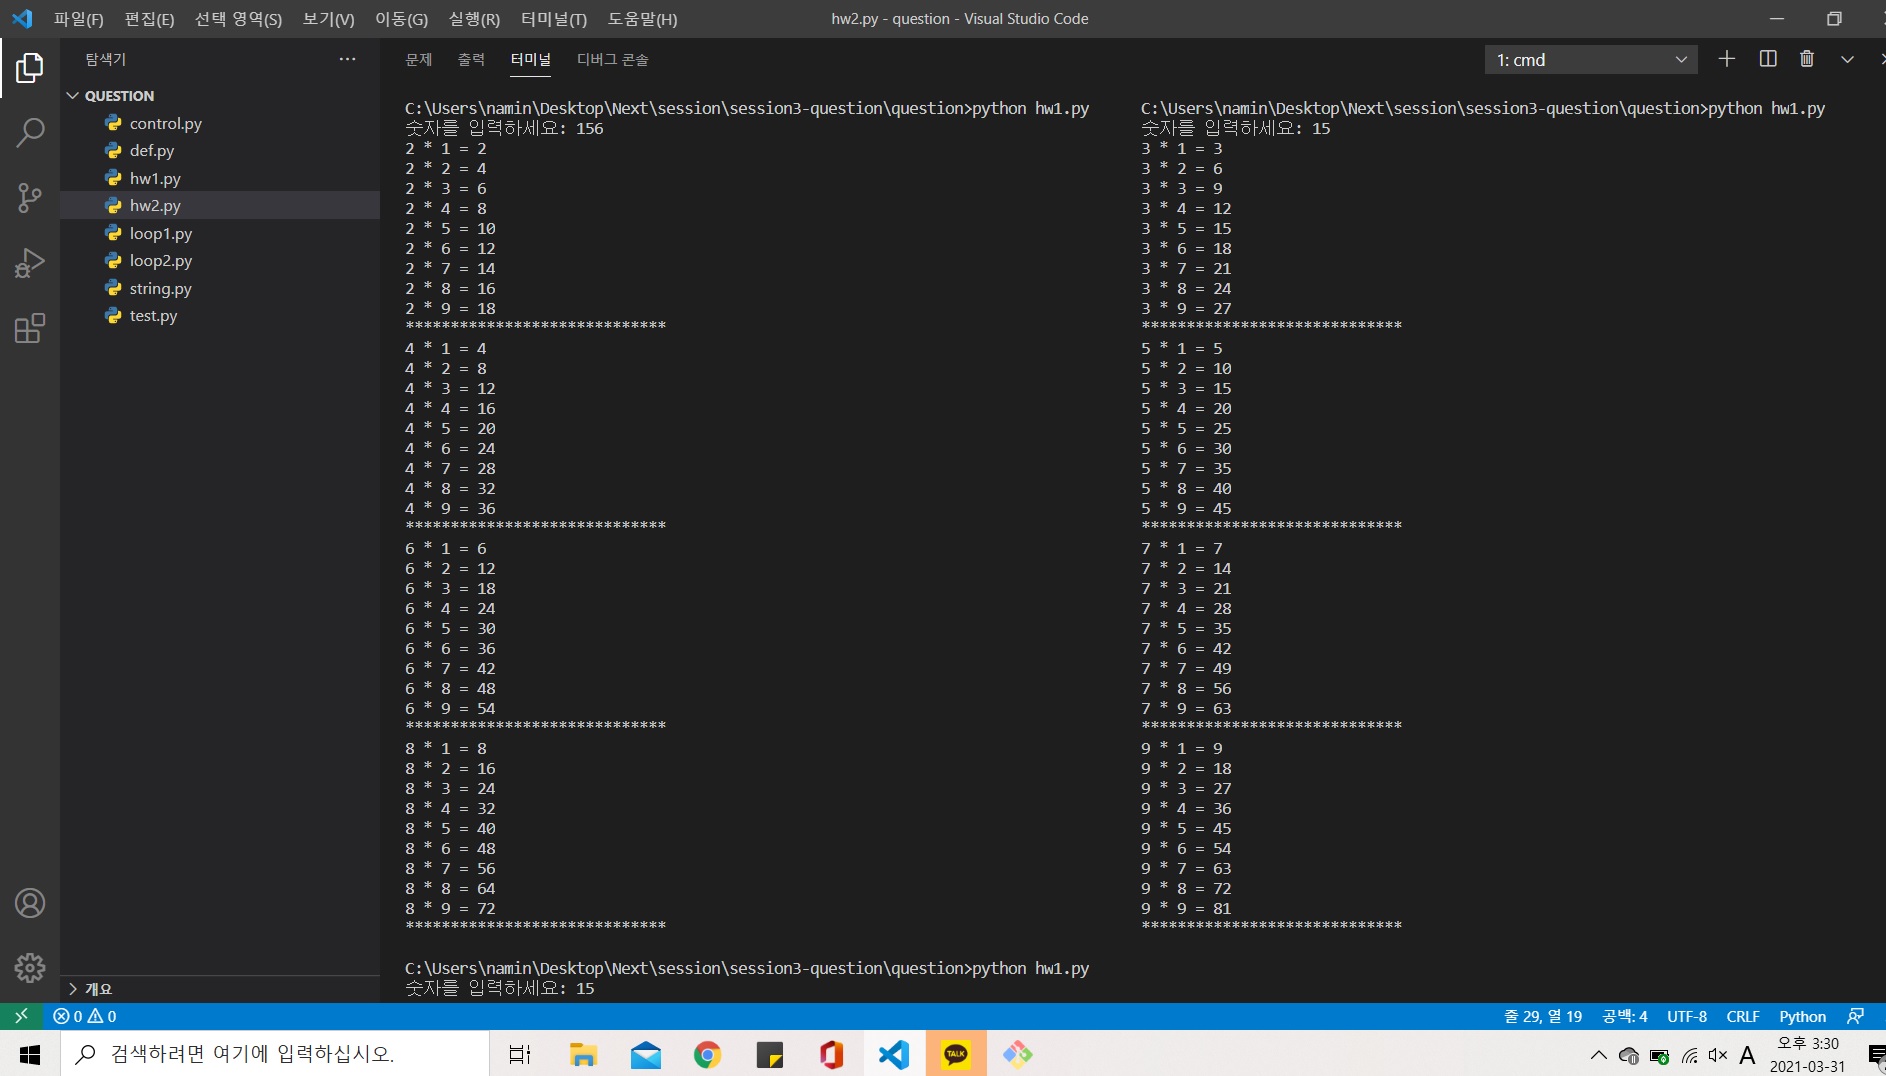 파일(F) 편집(E) 선택 영역(S) 보기(V) 이동(G) 실행(R) 터미널(T) 도움말(H) hw2.py - question - Visual Studio Code
탐색기 ···
QUESTION
control.py
def.py
hw1.py
hw2.py
loop1.py
loop2.py
string.py
test.py
개요
문제 출력 터미널 디버그 콘솔 1: cmd
C:\Users\namin\Desktop\Next\session\session3-question\question>python hw1.py
숫자를 입력하세요: 156
2 * 1 = 2
2 * 2 = 4
2 * 3 = 6
2 * 4 = 8
2 * 5 = 10
2 * 6 = 12
2 * 7 = 14
2 * 8 = 16
2 * 9 = 18
*****************************
4 * 1 = 4
4 * 2 = 8
4 * 3 = 12
4 * 4 = 16
4 * 5 = 20
4 * 6 = 24
4 * 7 = 28
4 * 8 = 32
4 * 9 = 36
*****************************
6 * 1 = 6
6 * 2 = 12
6 * 3 = 18
6 * 4 = 24
6 * 5 = 30
6 * 6 = 36
6 * 7 = 42
6 * 8 = 48
6 * 9 = 54
*****************************
8 * 1 = 8
8 * 2 = 16
8 * 3 = 24
8 * 4 = 32
8 * 5 = 40
8 * 6 = 48
8 * 7 = 56
8 * 8 = 64
8 * 9 = 72
*****************************
C:\Users\namin\Desktop\Next\session\session3-question\question>python hw1.py
숫자를 입력하세요: 15
C:\Users\namin\Desktop\Next\session\session3-question\question>python hw1.py
숫자를 입력하세요: 15
3 * 1 = 3
3 * 2 = 6
3 * 3 = 9
3 * 4 = 12
3 * 5 = 15
3 * 6 = 18
3 * 7 = 21
3 * 8 = 24
3 * 9 = 27
*****************************
5 * 1 = 5
5 * 2 = 10
5 * 3 = 15
5 * 4 = 20
5 * 5 = 25
5 * 6 = 30
5 * 7 = 35
5 * 8 = 40
5 * 9 = 45
*****************************
7 * 1 = 7
7 * 2 = 14
7 * 3 = 21
7 * 4 = 28
7 * 5 = 35
7 * 6 = 42
7 * 7 = 49
7 * 8 = 56
7 * 9 = 63
*****************************
9 * 1 = 9
9 * 2 = 18
9 * 3 = 27
9 * 4 = 36
9 * 5 = 45
9 * 6 = 54
9 * 7 = 63
9 * 8 = 72
9 * 9 = 81
*****************************
0 0 줄 29, 열 19 공백: 4 UTF-8 CRLF Python
검색하려면 여기에 입력하십시오. TALK A 오후 3:30
2021-03-31